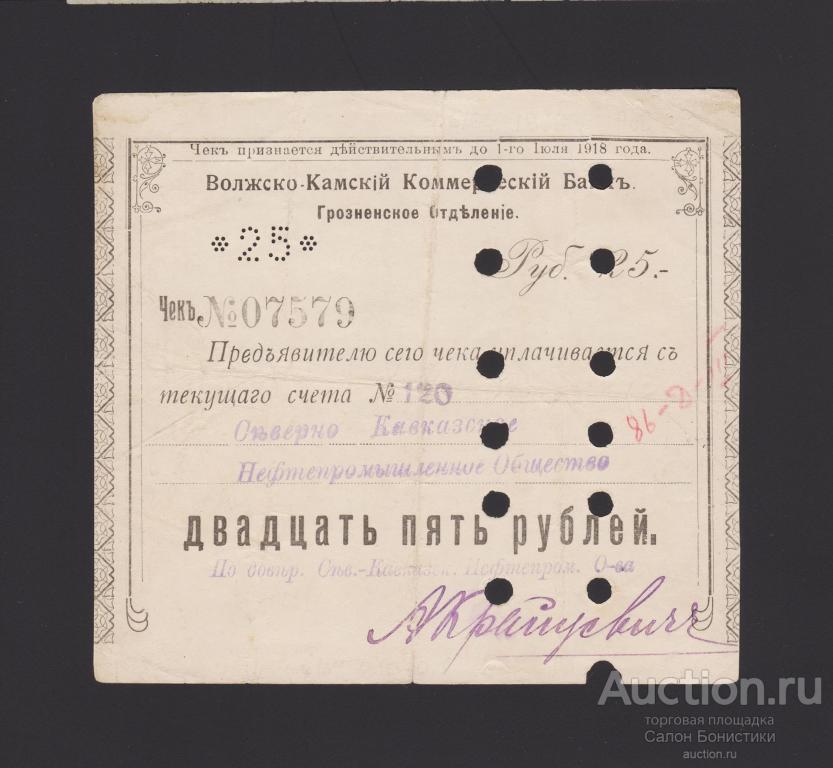 Чекъ признается дѣйствительнымъ до 1-го Іюля 1918 года.
Волжско-Камскій Коммерческій Банкъ.
Грозненское Отдѣленіе.
*25*
Руб. 25.-
Чекъ №07579
Предъявителю сего чека уплачивается съ
текущаго счета № 120
Сѣверно Кавказское
Нефтепромышленное Общество
двадцать пять рублей.
По довѣр. Сѣв.-Кавказск. Нефтепром. О-ва
Auction.ru
торговая площадка
Салон Бонистики
auction.ru